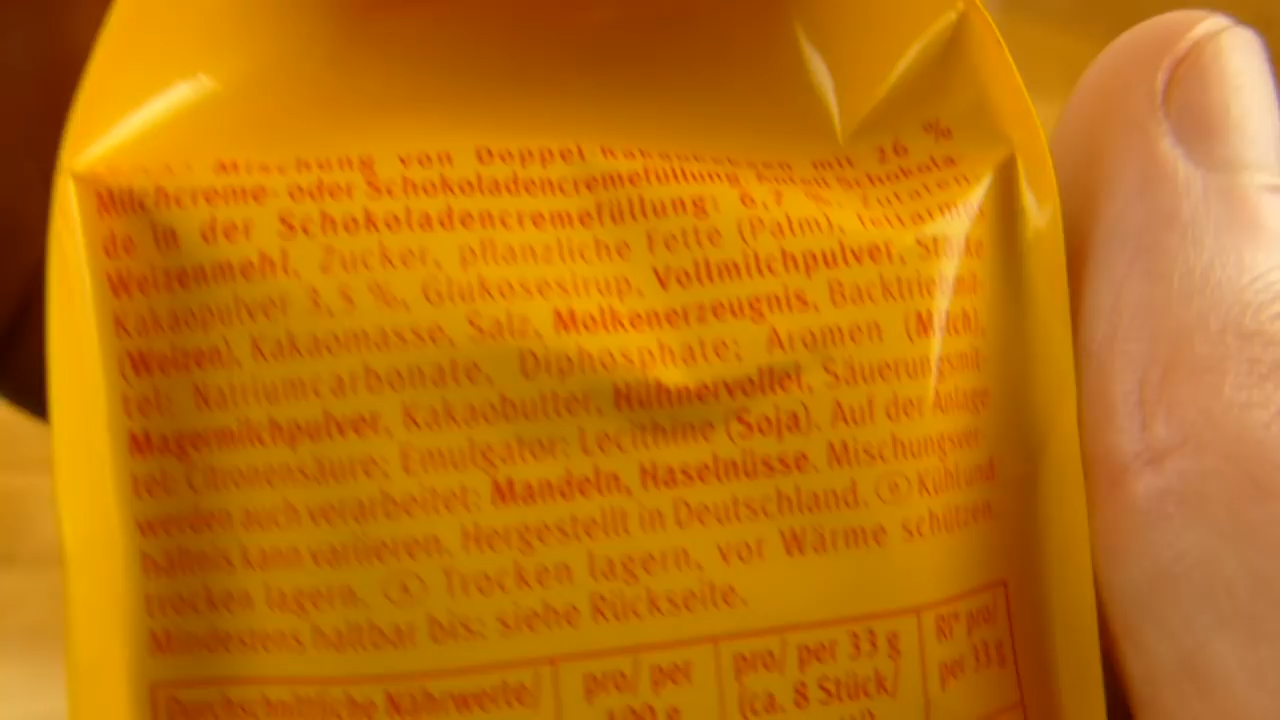 Mischung von Doppel mit 26 %
Milchcreme- oder Schokoladencremefüllung
de in der Schokoladencremefüllung: 6,7 %. Zutaten:
Weizenmehl, Zucker, pflanzliche Fette (Palm),
Kakaopulver 3,5 %, Glukosesirup, Vollmilchpulver, Stärke
(Weizen), Kakaomasse, Salz, Molkenerzeugnis, Backtriebmit-
tel: Natriumcarbonate, Diphosphate; Aromen (Milch),
Magermilchpulver, Kakaobutter, Hühnervollei, Säuerungsmit-
tel: Citronensäure; Emulgator: Lecithine (Soja). Auf der Anlage
werden auch verarbeitet: Mandeln, Haselnüsse. Mischungsver-
hältnis kann variieren. Hergestellt in Deutschland. Kühl und
trocken lagern. Trocken lagern, vor Wärme schützen.
Mindestens haltbar bis: siehe Rückseite.
Durchschnittliche Nährwerte/
pro/ per
100 g
pro/ per 33 g
(ca. 8 Stück/
RI* pro/
per 33 g